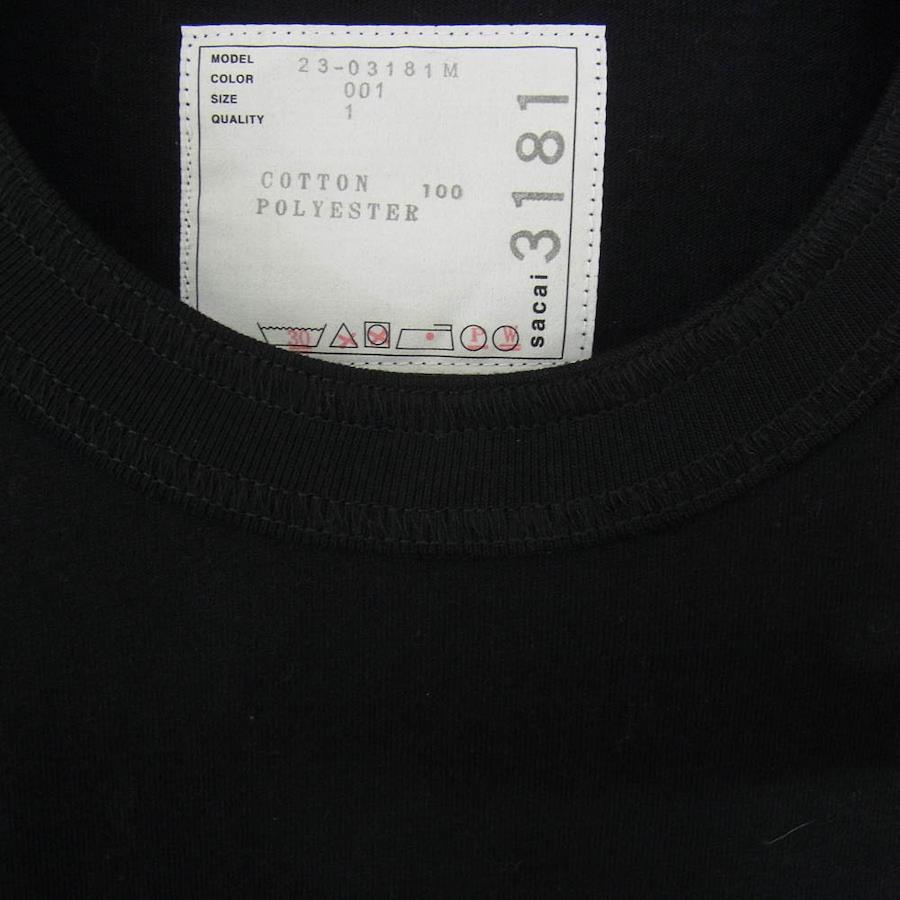 MODEL 23-03181M
COLOR 001
SIZE 1
QUALITY
COTTON 100
POLYESTER
30
P
W
sacai 3181